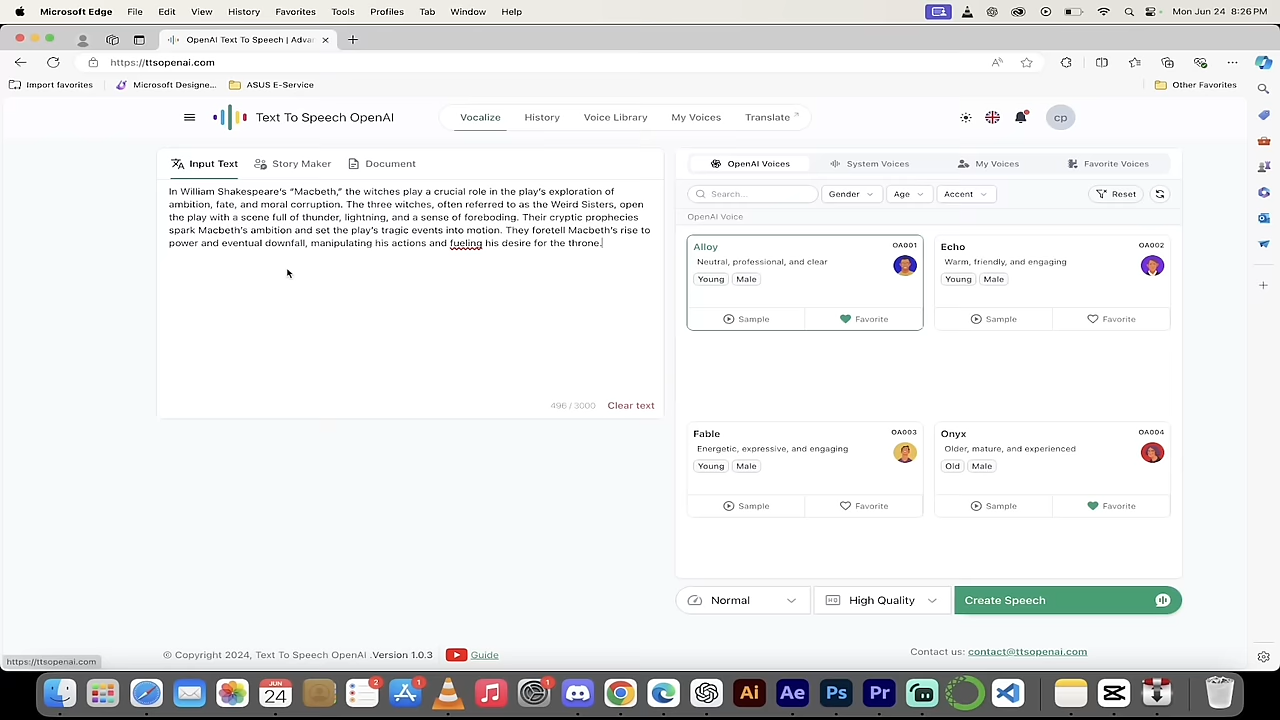 Microsoft Edge File Edit View History Favorites Tools Profiles Tab Window Help Mon Jun 24 8:26 PM
OpenAI Text To Speech | Adva
https://ttsopenai.com
Import favorites Microsoft Designe... ASUS E-Service Other Favorites
Text To Speech OpenAI Vocalize History Voice Library My Voices Translate cp
Input Text Story Maker Document
In William Shakespeare's "Macbeth," the witches play a crucial role in the play's exploration of
ambition, fate, and moral corruption. The three witches, often referred to as the Weird Sisters, open
the play with a scene full of thunder, lightning, and a sense of foreboding. Their cryptic prophecies
spark Macbeth's ambition and set the play's tragic events into motion. They foretell Macbeth's rise to
power and eventual downfall, manipulating his actions and fueling his desire for the throne.
496 / 3000 Clear text
OpenAI Voices System Voices My Voices Favorite Voices
Search... Gender Age Accent Reset
OpenAI Voice
Alloy OA001
Neutral, professional, and clear
Young Male
Sample Favorite
Echo OA002
Warm, friendly, and engaging
Young Male
Sample Favorite
Fable OA003
Energetic, expressive, and engaging
Young Male
Sample Favorite
Onyx OA004
Older, mature, and experienced
Old Male
Sample Favorite
Normal HQ High Quality Create Speech
© Copyright 2024, Text To Speech OpenAI .Version 1.0.3 Guide
Contact us: contact@ttsopenai.com
https://ttsopenai.com
JUN
24
2
1
1
Ai Ae Ps Pr